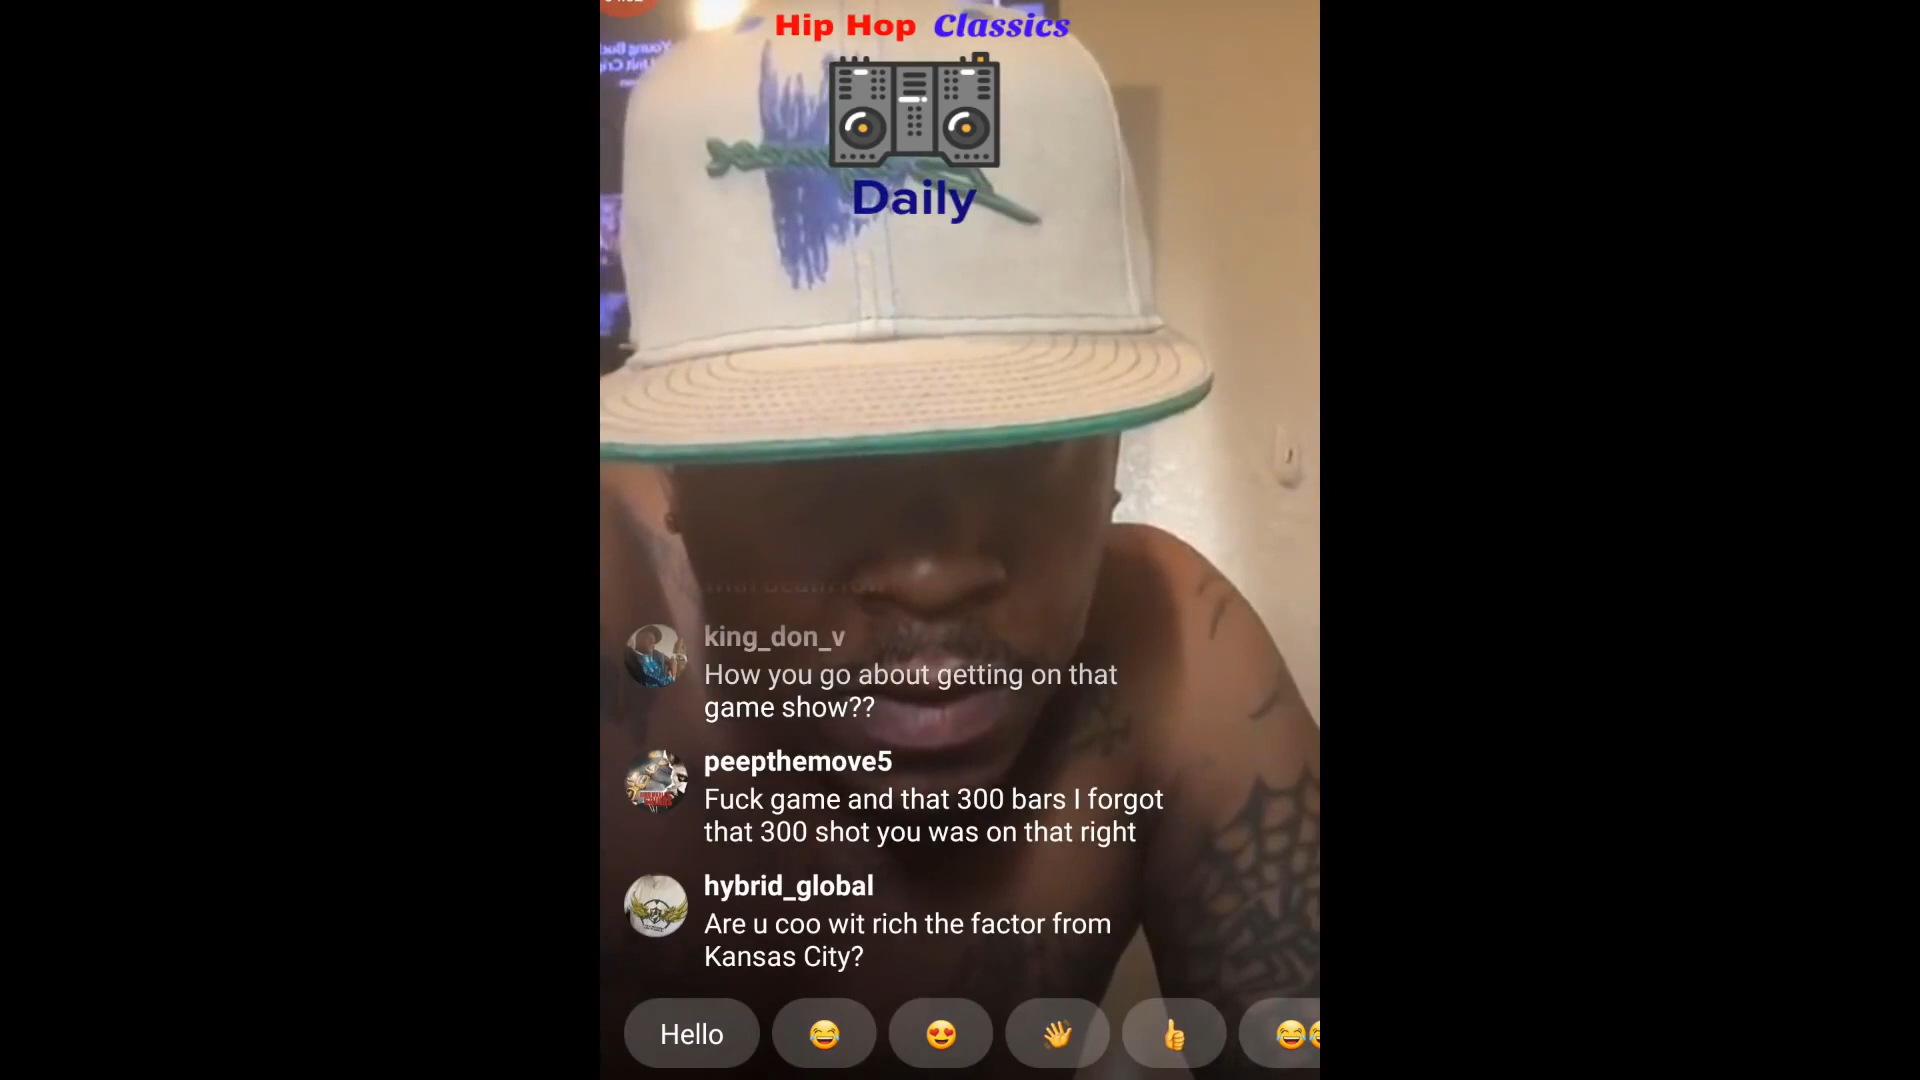 Hip Hop Classics
Daily
king_don_v
How you go about getting on that
game show??
peepthemove5
Fuck game and that 300 bars I forgot
that 300 shot you was on that right
hybrid_global
Are u coo wit rich the factor from
Kansas City?
Hello